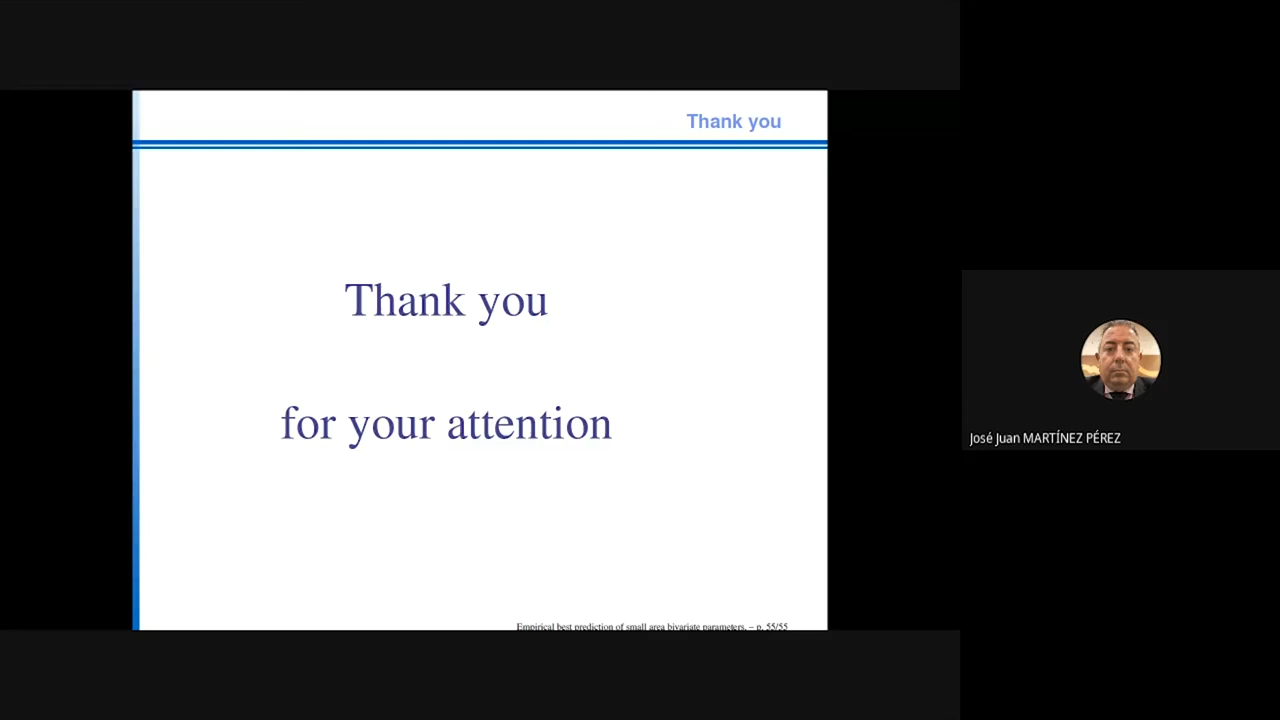 Thank you
Thank you
for your attention
Empirical best prediction of small area bivariate parameters, – p. 55/55
José Juan MARTÍNEZ PÉREZ